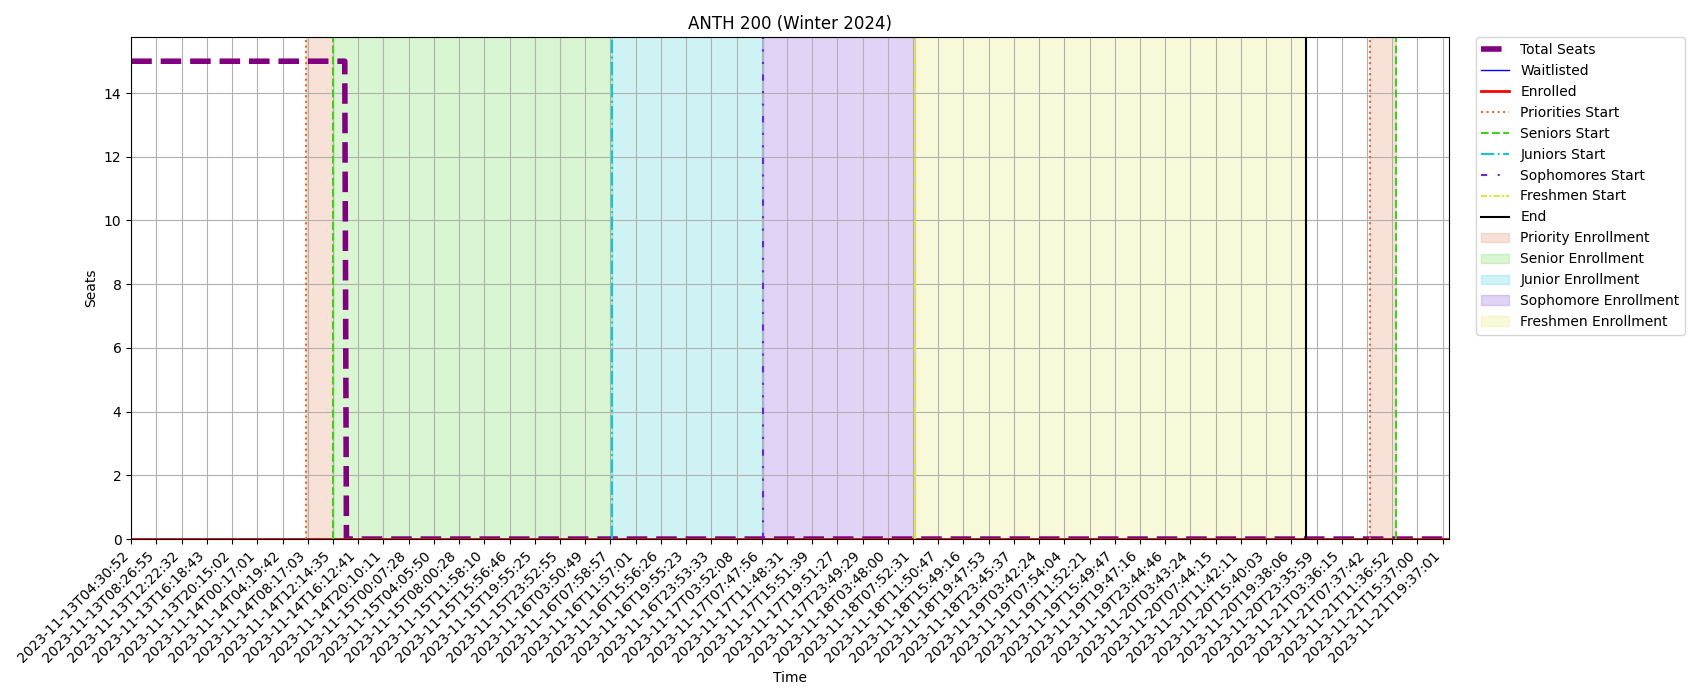 ANTH 200 (Winter 2024)
Total Seats
Waitlisted
Enrolled
Priorities Start
Seniors Start
Juniors Start
Sophomores Start
Freshmen Start
End
Priority Enrollment
Senior Enrollment
Junior Enrollment
Sophomore Enrollment
Freshmen Enrollment
Seats
14
12
10
8
6
4
2
0
2023-11-13T04:30:52
2023-11-13T08:26:55
2023-11-13T12:22:32
2023-11-13T16:18:43
2023-11-13T20:15:02
2023-11-14T00:17:01
2023-11-14T04:19:42
2023-11-14T08:17:03
2023-11-14T12:14:35
2023-11-14T16:12:41
2023-11-14T20:10:11
2023-11-15T00:07:28
2023-11-15T04:05:50
2023-11-15T08:00:28
2023-11-15T11:58:10
2023-11-15T15:56:46
2023-11-15T19:55:25
2023-11-15T23:52:55
2023-11-16T03:50:49
2023-11-16T07:58:57
2023-11-16T11:57:01
2023-11-16T15:56:26
2023-11-16T19:55:23
2023-11-16T23:53:33
2023-11-17T03:52:08
2023-11-17T07:47:56
2023-11-17T11:48:31
2023-11-17T15:51:39
2023-11-17T19:51:27
2023-11-17T23:49:29
2023-11-18T03:48:00
2023-11-18T07:52:31
2023-11-18T11:50:47
2023-11-18T15:49:16
2023-11-18T19:47:53
2023-11-18T23:45:37
2023-11-19T03:42:24
2023-11-19T07:54:04
2023-11-19T11:52:21
2023-11-19T15:49:47
2023-11-19T19:47:16
2023-11-19T23:44:46
2023-11-20T03:43:24
2023-11-20T07:44:15
2023-11-20T11:42:11
2023-11-20T15:40:03
2023-11-20T19:38:06
2023-11-20T23:35:59
2023-11-21T03:36:15
2023-11-21T07:37:42
2023-11-21T11:36:52
2023-11-21T15:37:00
2023-11-21T19:37:01
Time